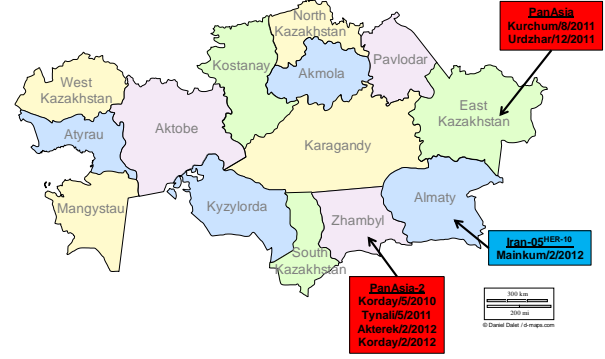 North
Kazakhstan
Kostanay
Akmola
Pavlodar
PanAsia
Kurchum/8/2011
Urdzhar/12/2011
West
Kazakhstan
Atyrau
Aktobe
Karagandy
East
Kazakhstan
Mangystau
Kyzylorda
South
Kazakhstan
Zhambyl
Almaty
Iran-05HER-10
Mainkum/2/2012
PanAsia-2
Korday/5/2010
Tynali/5/2011
Akterek/2/2012
Korday/2/2012
300 km
200 mi
© Daniel Dalet / d-maps.com